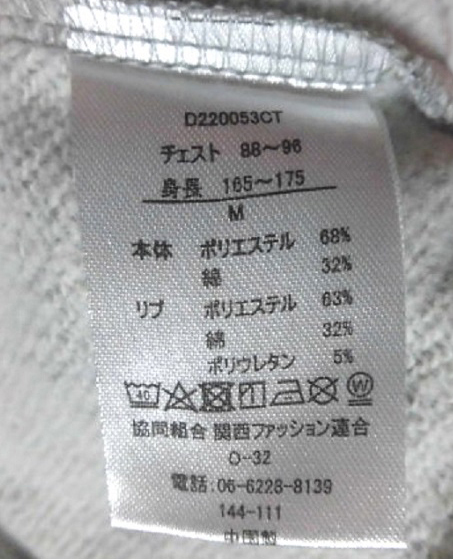 D220053CT
チェスト 88～96
身長 165～175
M
本体 ポリエステル 68%
綿 32%
リブ ポリエステル 63%
綿 32%
ポリウレタン 5%
40 W
協同組合 関西ファッション連合
O-32
電話:06-6228-8139
144-111
中国製